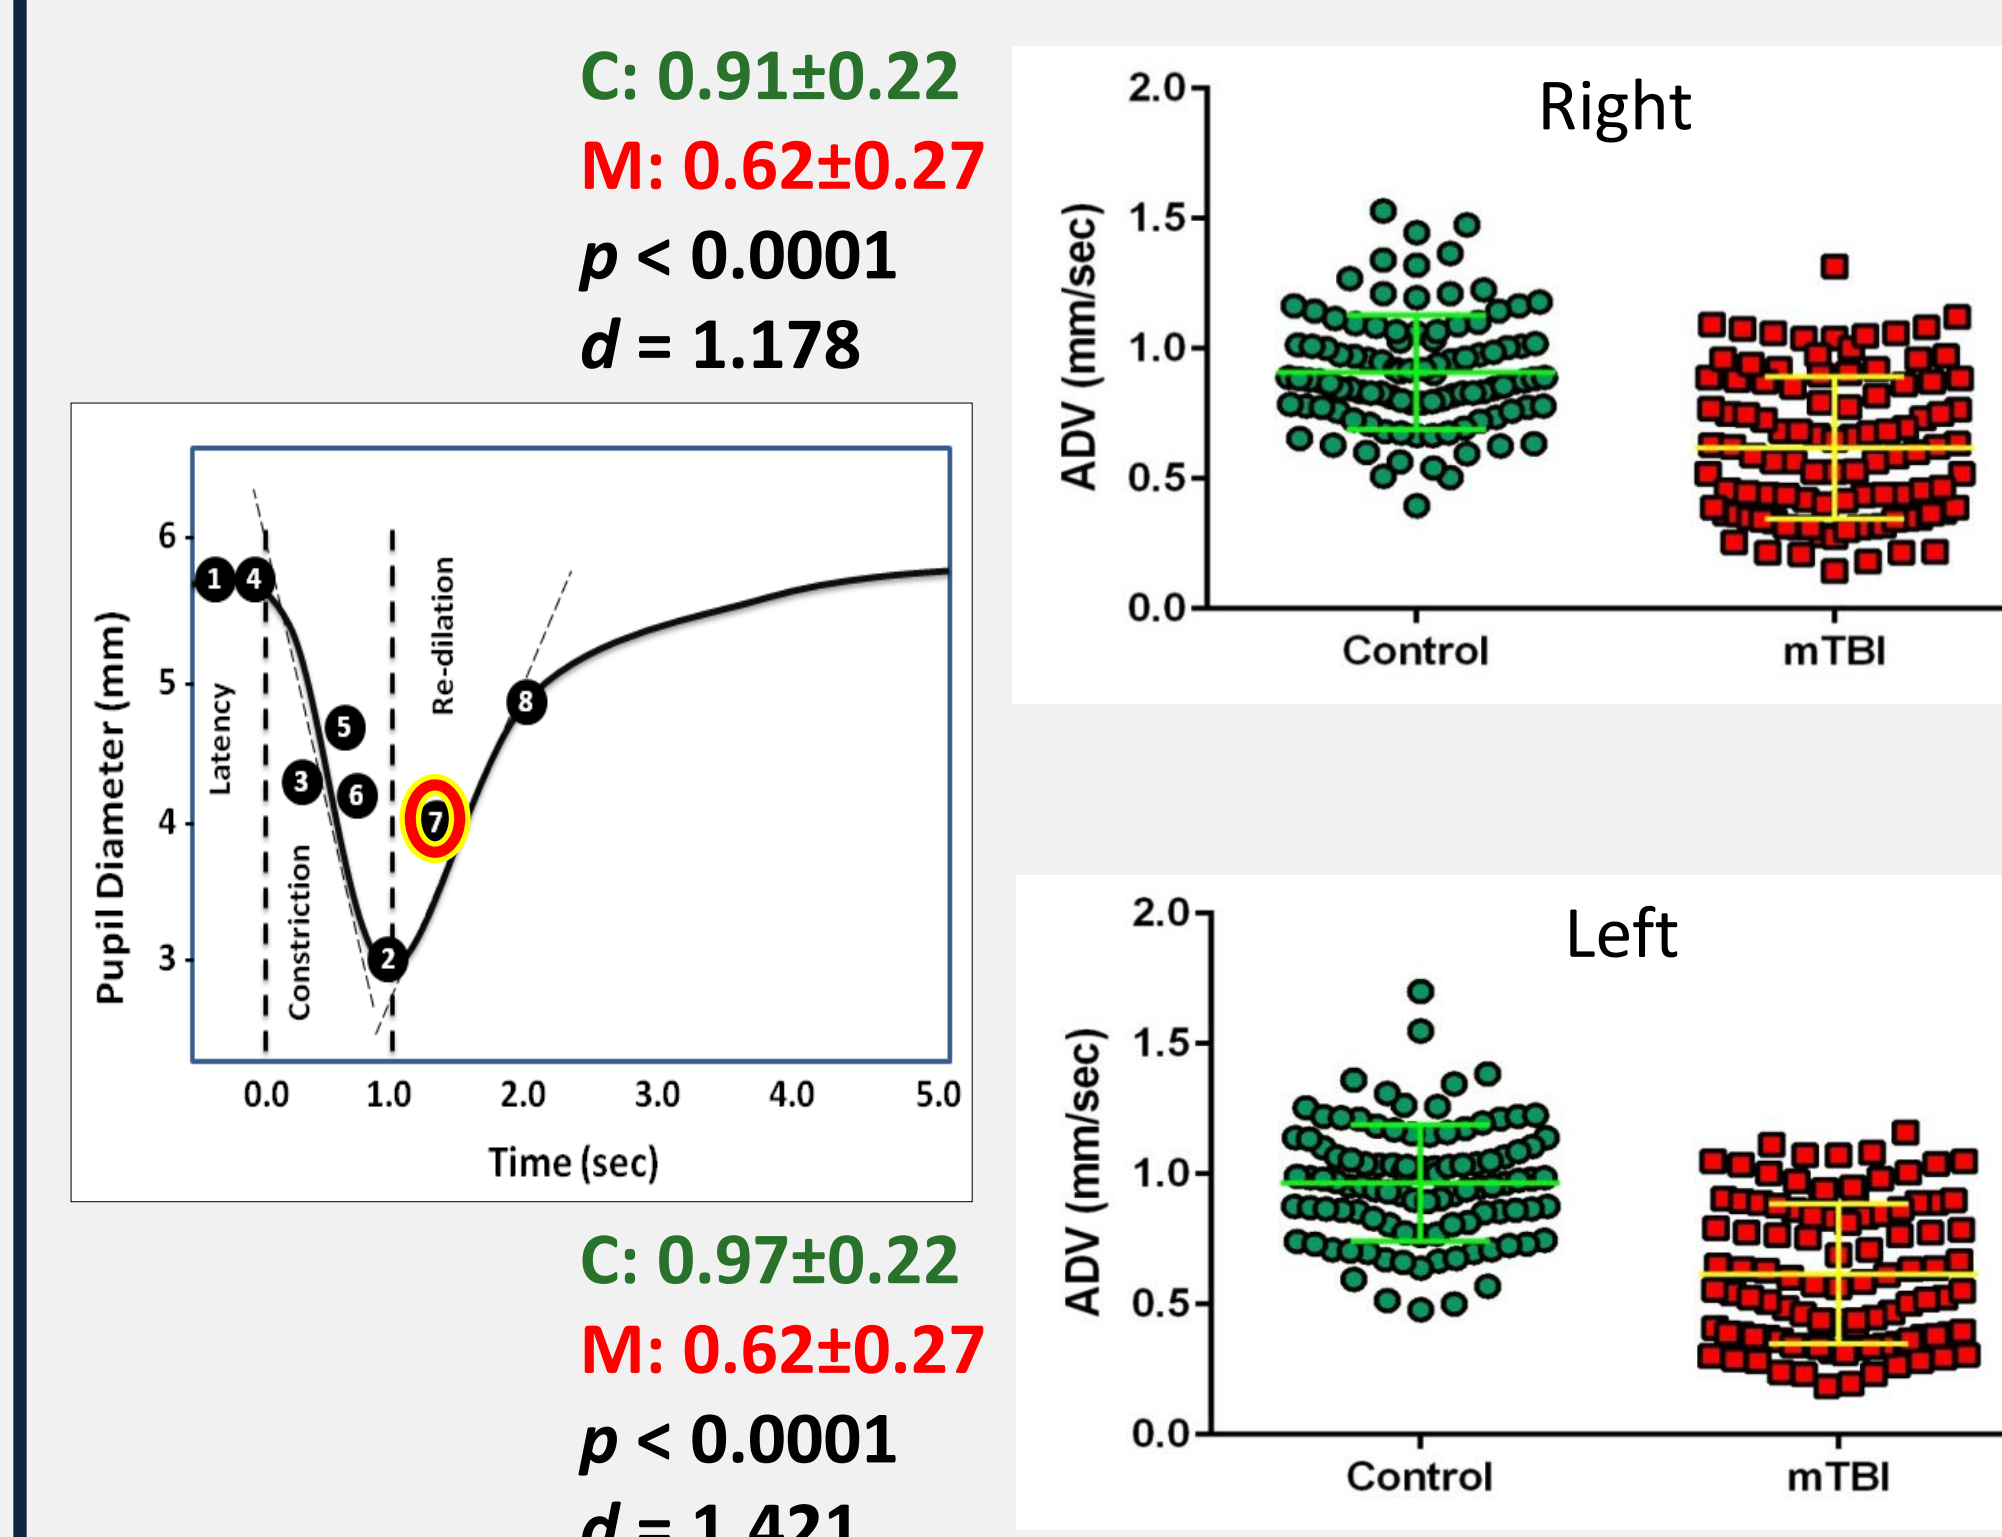 C: 0.91±0.22
M: 0.62±0.27
p < 0.0001
d = 1.178
Right
2.0
1.5
1.0
0.5
0.0
ADV (mm/sec)
Control
mTBI
6
5
4
3
Pupil Diameter (mm)
Latency
Constriction
Re-dilation
1
4
5
3
6
7
8
2
0.0
1.0
2.0
3.0
4.0
5.0
Time (sec)
Left
2.0
1.5
1.0
0.5
0.0
ADV (mm/sec)
Control
mTBI
C: 0.97±0.22
M: 0.62±0.27
p < 0.0001
d = 1.421